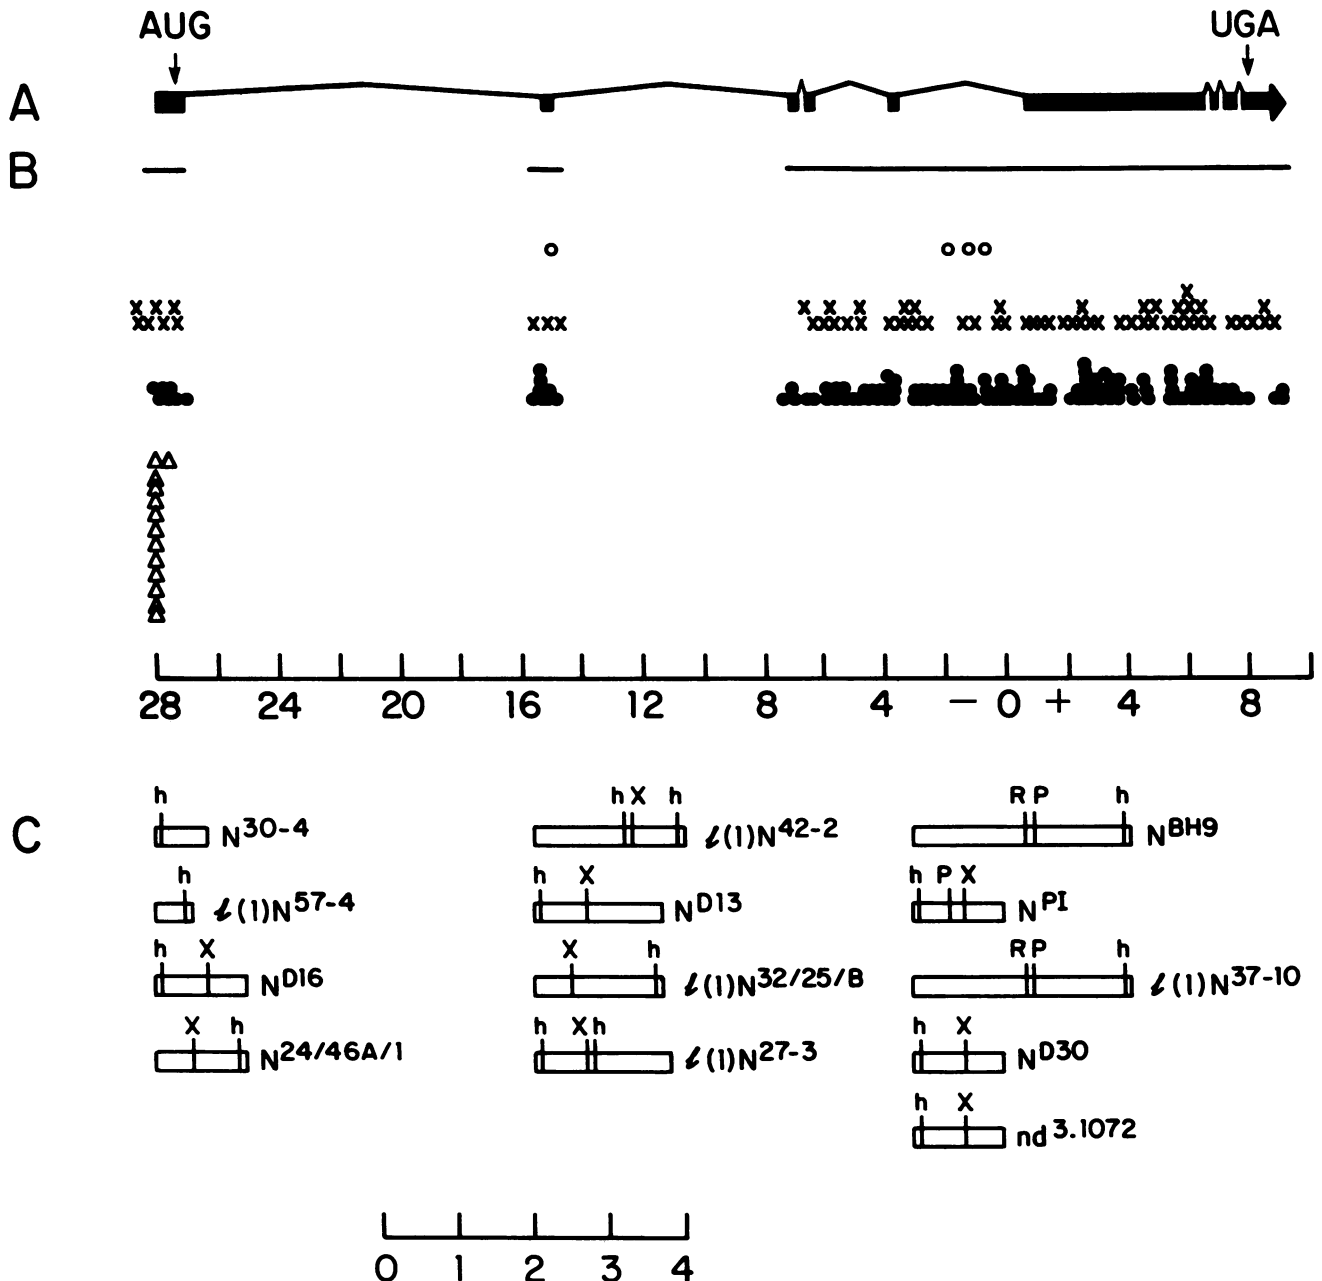 AUG UGA
A
B
28 24 20 16 12 8 4 − 0 + 4 8
C
h h X h R P h
N30-4 ℓ(1)N42-2 NBH9
h h X h P X
ℓ(1)N57-4 ND13 NPI
h X X h R P h
ND16 ℓ(1)N32/25/B ℓ(1)N37-10
X h h X h h X
N24/46A/1 ℓ(1)N27-3 ND30
h X
nd3.1072
0 1 2 3 4